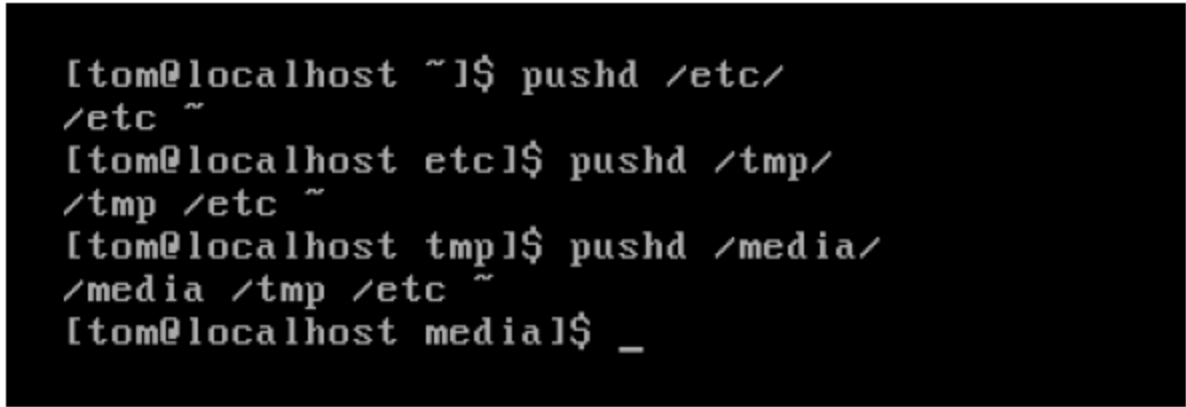 [tom@localhost ~]$ pushd /etc/
/etc ~
[tom@localhost etc]$ pushd /tmp/
/tmp /etc ~
[tom@localhost tmp]$ pushd /media/
/media /tmp /etc ~
[tom@localhost media]$ _